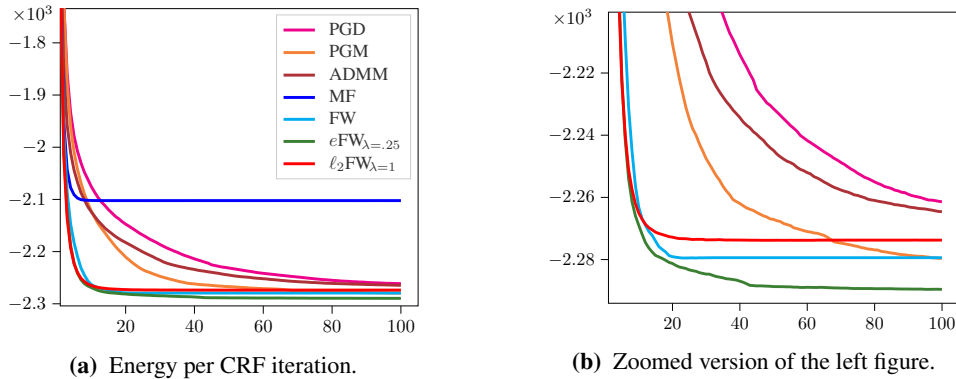 ×10³
−1.8
−1.9
−2
−2.1
−2.2
−2.3
20
40
60
80
100
PGD
PGM
ADMM
MF
FW
eFWλ=.25
ℓ₂FWλ=1
(a) Energy per CRF iteration.
×10³
−2.22
−2.24
−2.26
−2.28
20
40
60
80
100
(b) Zoomed version of the left figure.